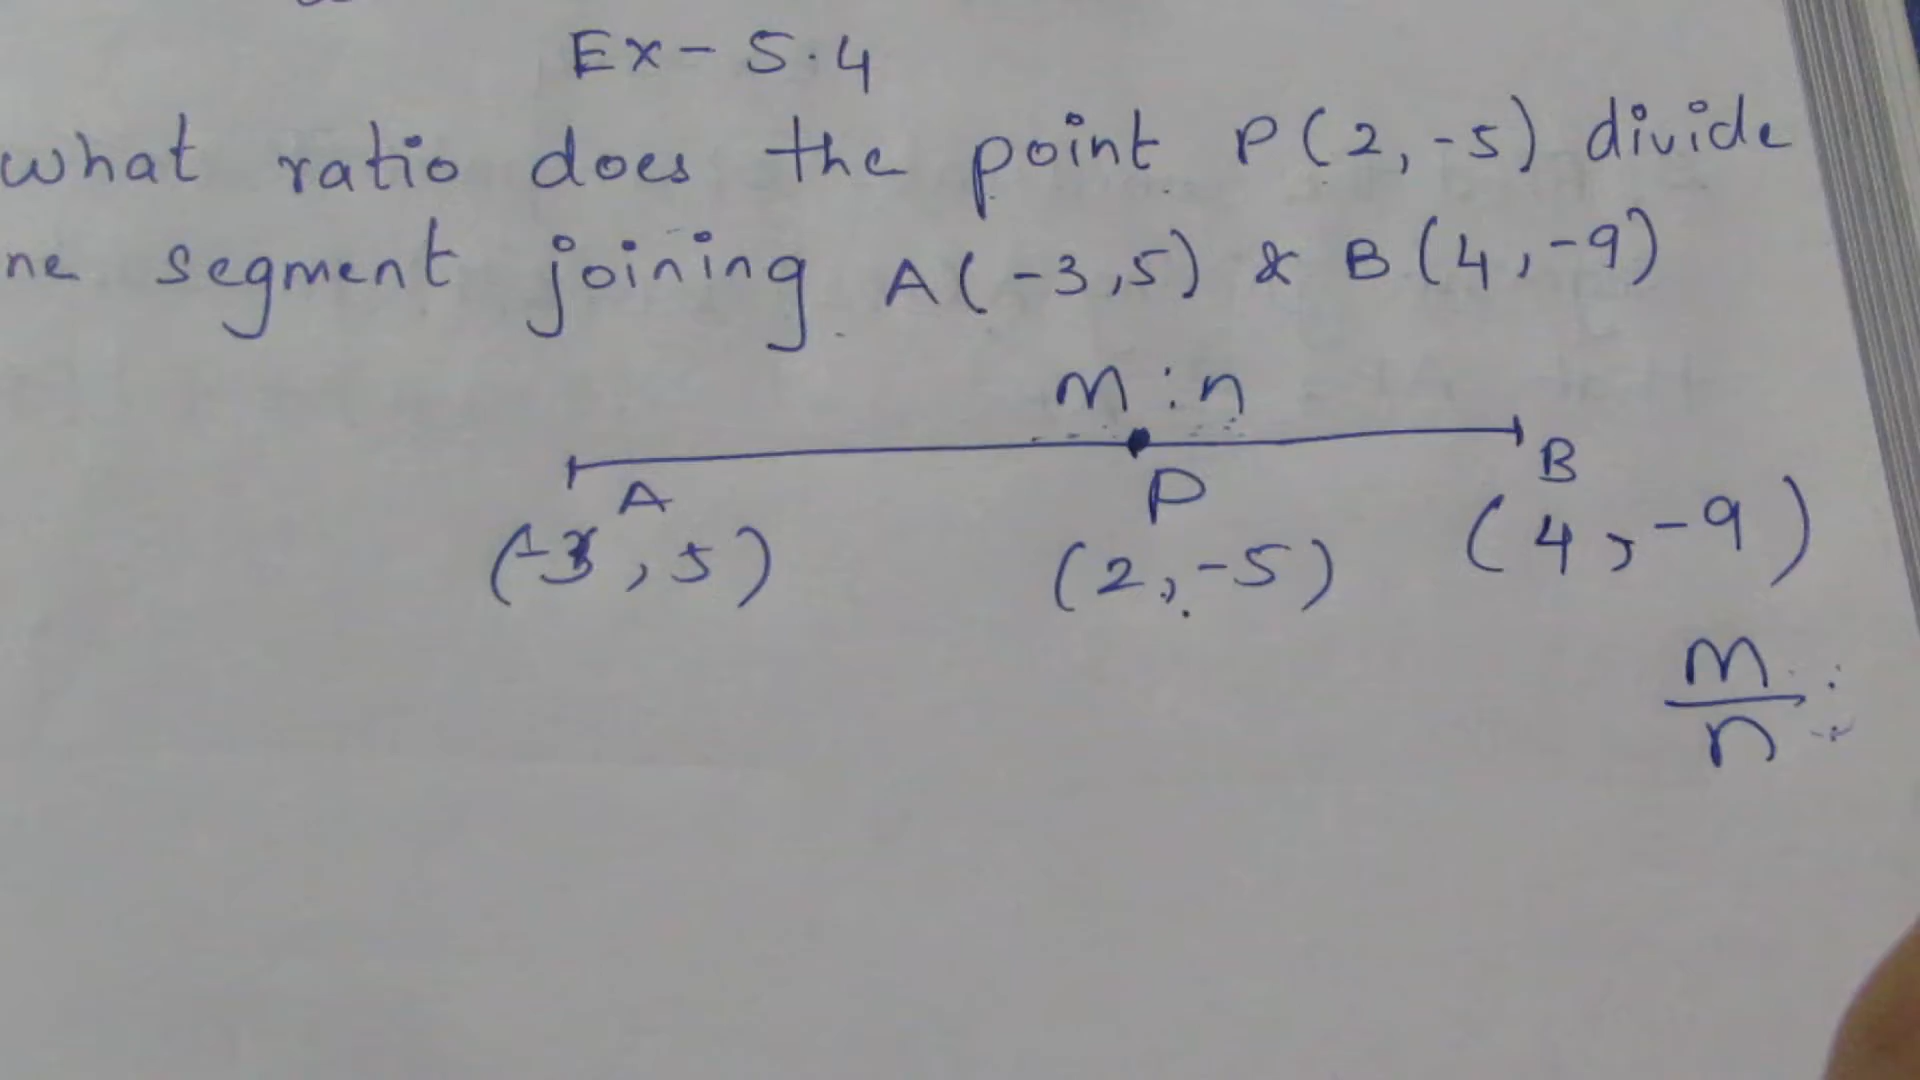 Ex - 5.4
what ratio does the point P(2,-5) divide
ne segment joining A(-3,5) & B(4,-9)
m:n
A P B
(-3,5) (2,-5) (4,-9)
m
n